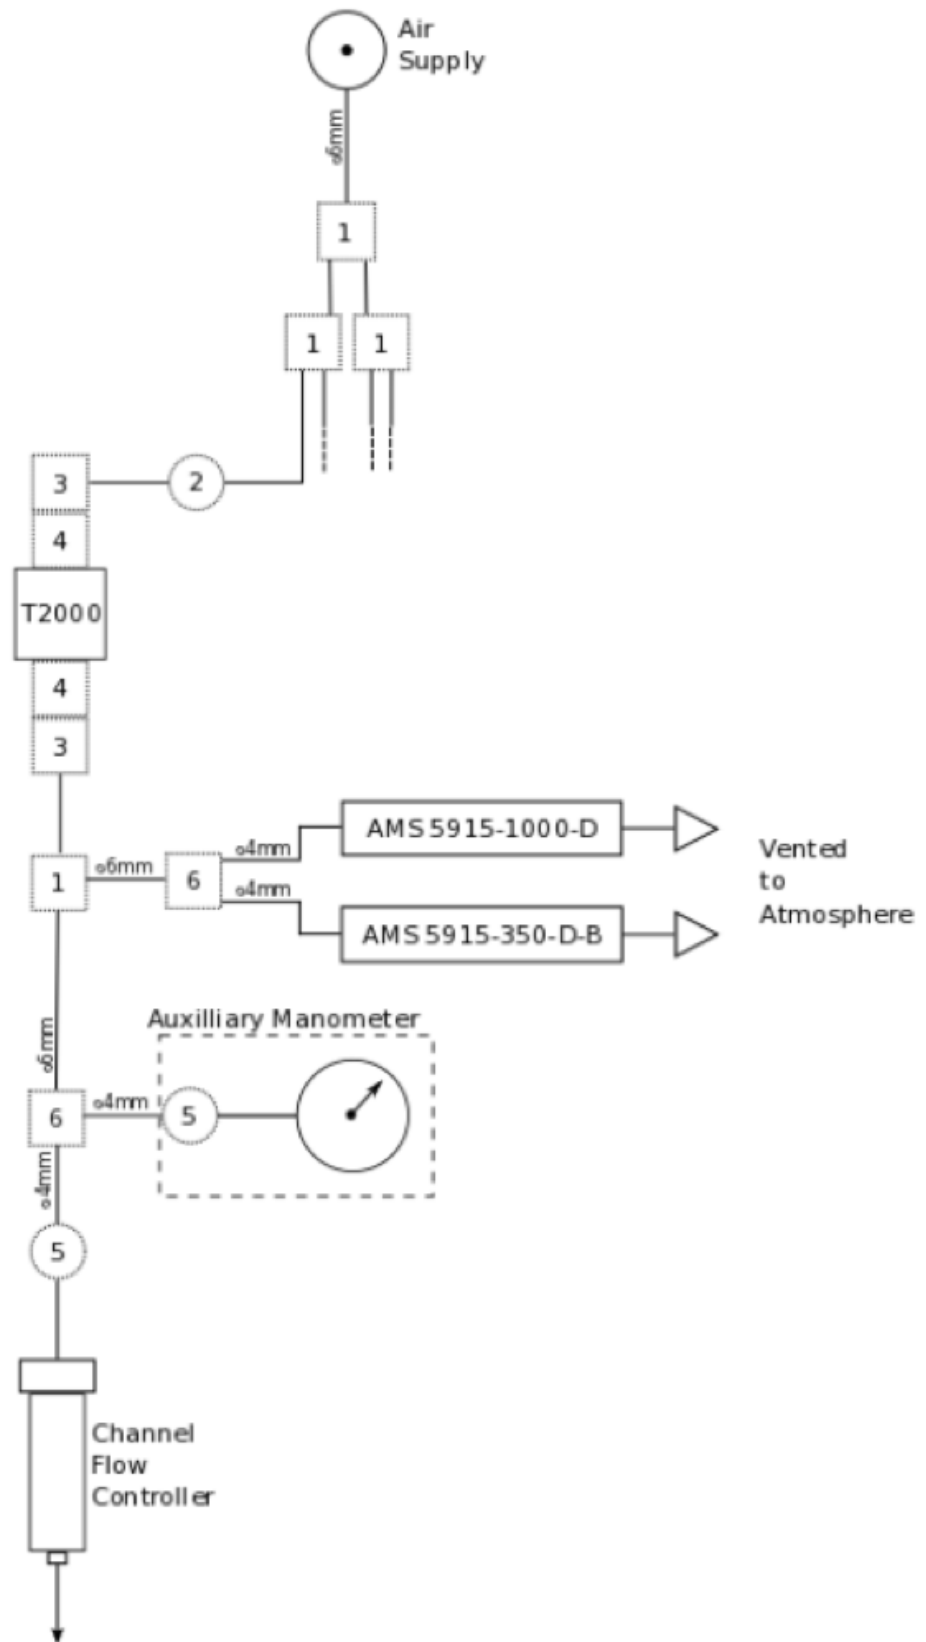 Air
Supply
⌀6mm
1
1 1
3 2
4
T2000
4
3
AMS 5915-1000-D
⌀4mm
Vented
to
Atmosphere
1 ⌀6mm 6
⌀4mm
AMS 5915-350-D-B
Auxilliary Manometer
⌀6mm
6 ⌀4mm 5
⌀4mm
5
Channel
Flow
Controller